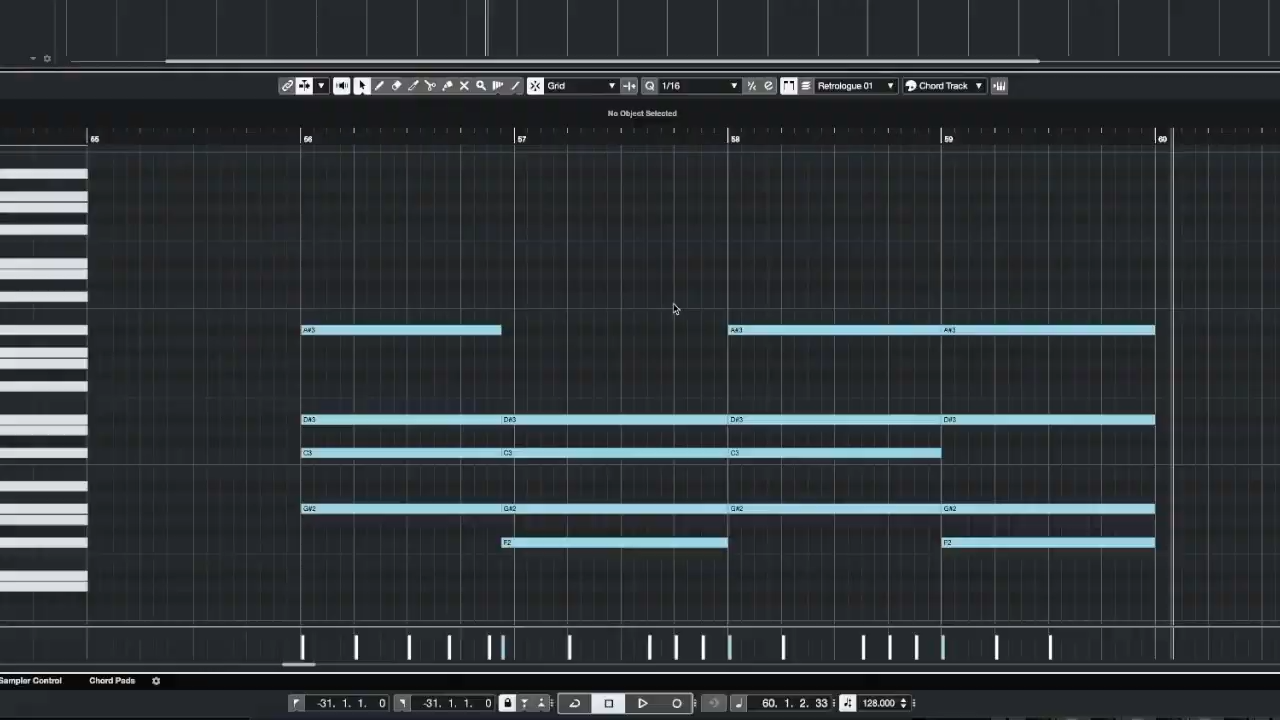 Grid 1/16 Retrologue 01 Chord Track
No Object Selected
55 56 57 58 59 60
A#3 A#3 A#3
D#3 D#3 D#3 D#3
C3 C3 C3
G#2 G#2 G#2 G#2
F2 F2
Sampler Control Chord Pads
-31. 1. 1. 0 -31. 1. 1. 0 60. 1. 2. 33 128.000